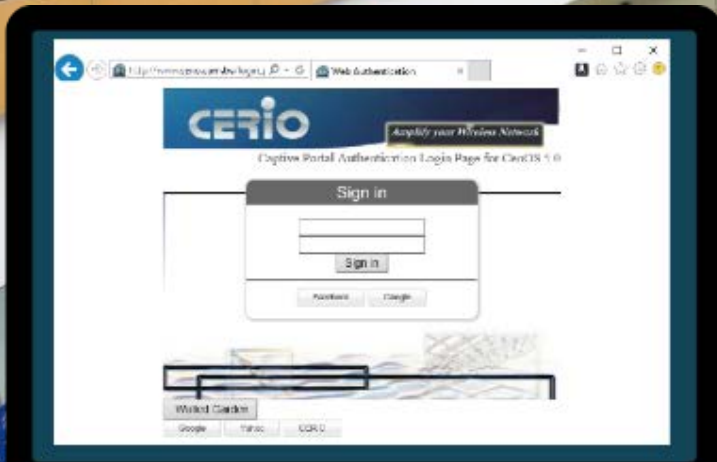 Web Authentication
CERIO
Amplify your Wireless Network
Captive Portal Authentication Login Page for CenOS 5.0
Sign in
Sign in
Facebook Google
Walled Garden
Google Yahoo CERIO